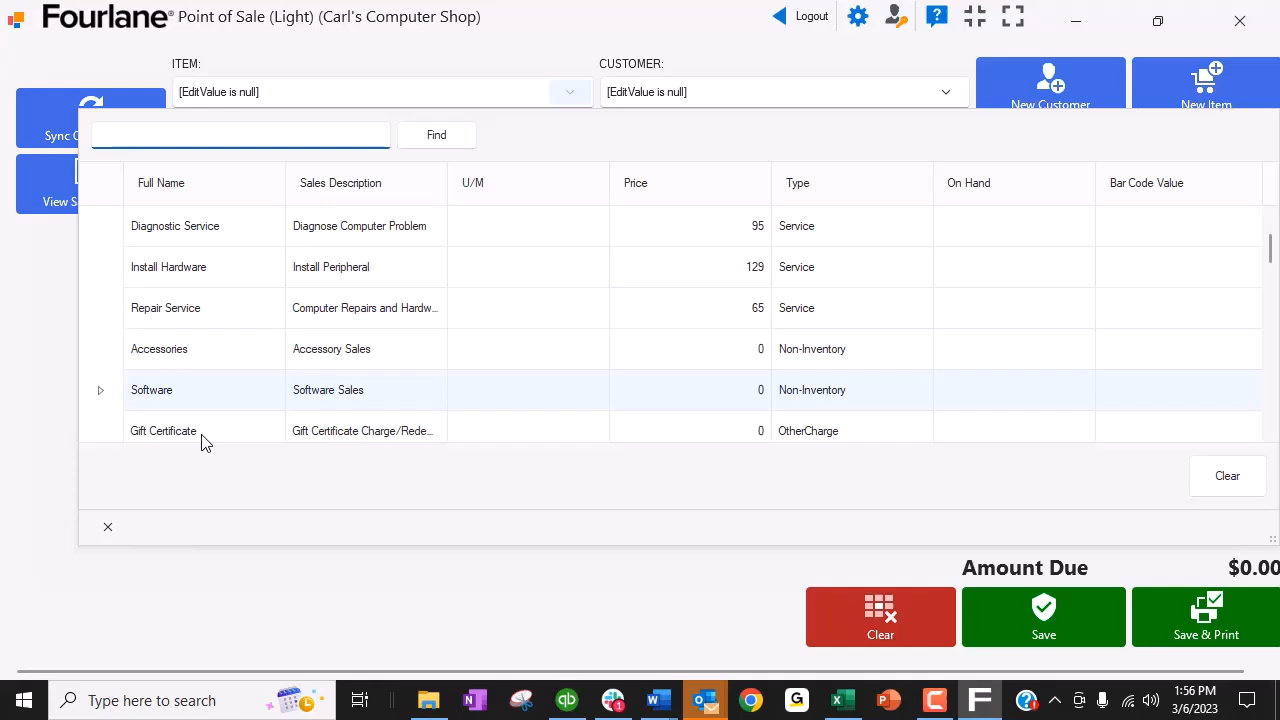 Fourlane® Point of Sale (Light) (Carl's Computer Shop)
Logout
ITEM:
CUSTOMER:
[EditValue is null]
[EditValue is null]
New Customer
New Item
Sync
View
Find
Full Name
Sales Description
U/M
Price
Type
On Hand
Bar Code Value
Diagnostic Service
Diagnose Computer Problem
95
Service
Install Hardware
Install Peripheral
129
Service
Repair Service
Computer Repairs and Hardw...
65
Service
Accessories
Accessory Sales
0
Non-Inventory
Software
Software Sales
0
Non-Inventory
Gift Certificate
Gift Certificate Charge/Rede...
0
OtherCharge
Clear
Amount Due
$0.00
Clear
Save
Save & Print
Type here to search
1:56 PM
3/6/2023